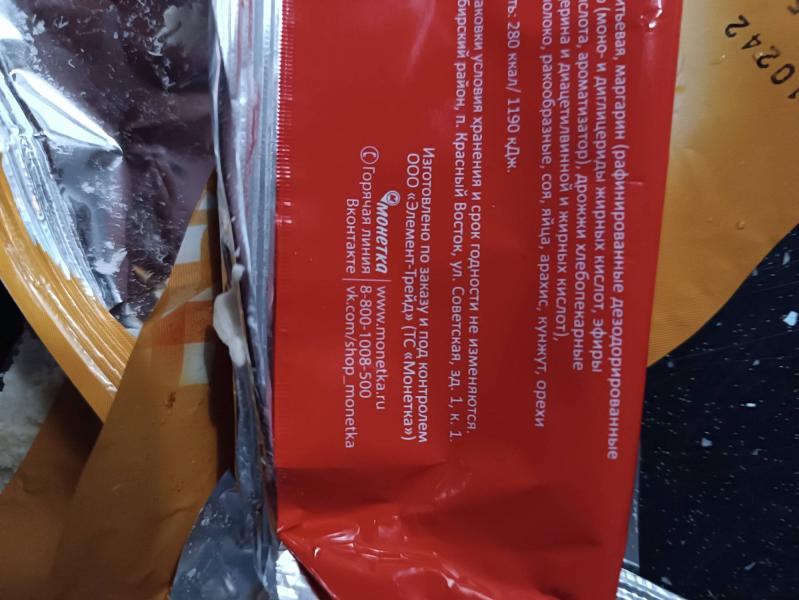 итьевая, маргарин (рафинированные дезодорированные
р (моно- и диглицериды жирных кислот, эфиры
ислота, ароматизатор), дрожжи хлебопекарные
ерина и диацетилвинной и жирных кислот),
олоко, ракообразные, соя, яйца, арахис, кунжут, орехи
ть: 280 ккал/ 1190 кДж.
аковки условия хранения и срок годности не изменяются.
бирский район, п. Красный Восток, ул. Советская, зд. 1, к. 1.
Изготовлено по заказу и под контролем
ООО «Элемент-Трейд» (ТС «Монетка»)
МОНЕТКА www.monetka.ru
Горячая линия 8-800-1008-500
ВКонтакте vk.com/shop_monetka
10242